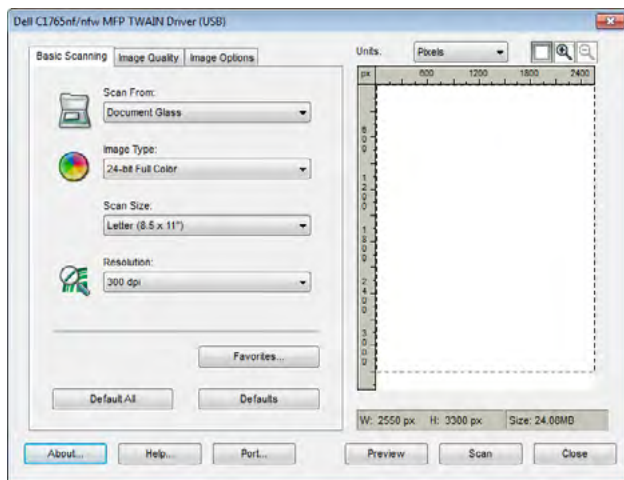 Dell C1765nf/nfw MFP TWAIN Driver (USB)
Basic Scanning
Image Quality
Image Options
Scan From:
Document Glass
Image Type:
24-bit Full Color
Scan Size:
Letter (8.5 x 11")
Resolution:
300 dpi
Favorites...
Default All
Defaults
Units.
Pixels
px
600
1200
1800
2400
600
1200
1800
2400
3000
W: 2550 px H: 3300 px
Size: 24.08MB
About...
Help...
Port...
Preview
Scan
Close